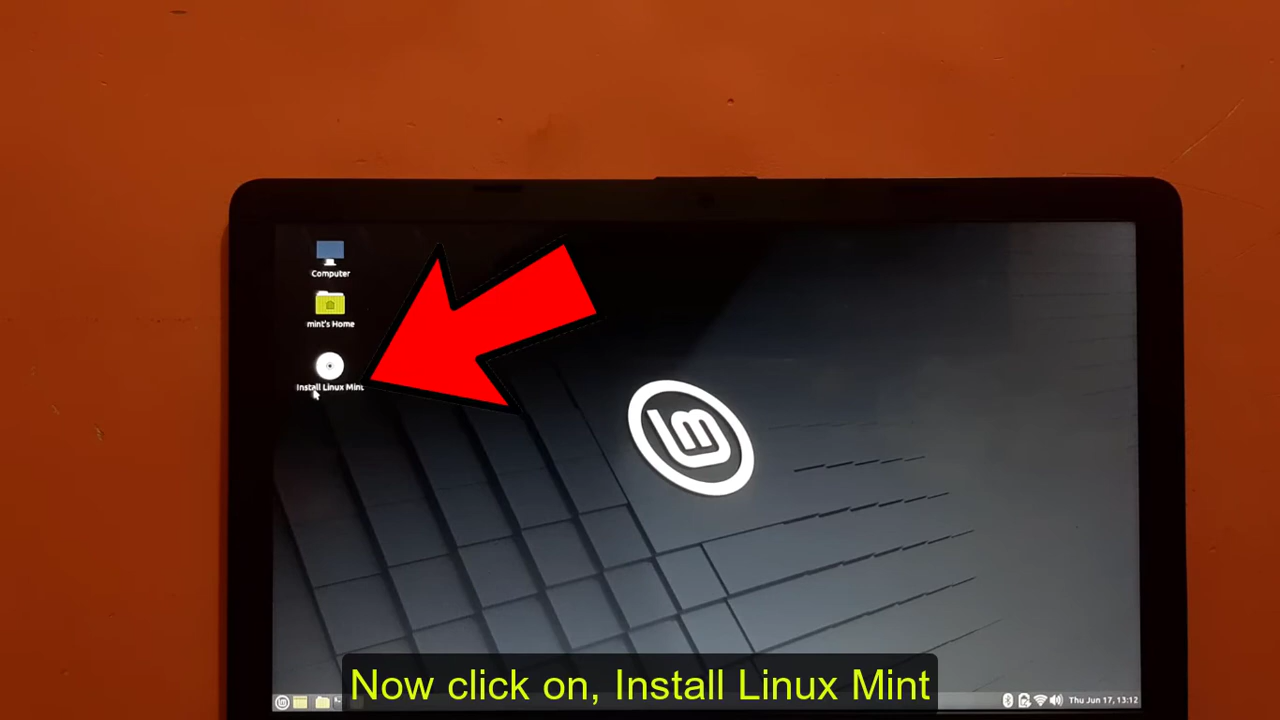 Computer
mint's Home
Install Linux Mint
Thu Jun 17, 13:12
Now click on, Install Linux Mint